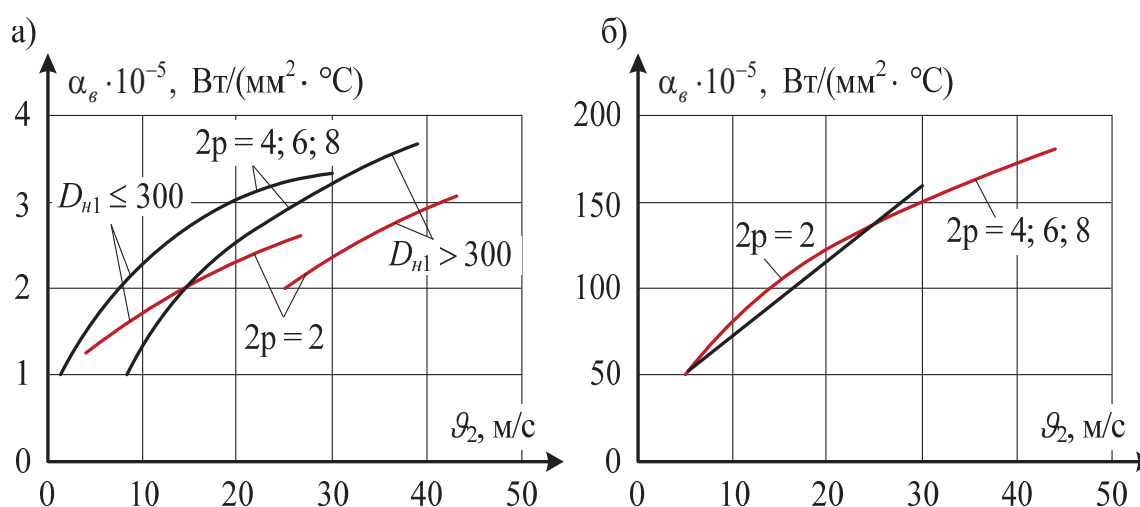 а)
α_в ·10⁻⁵, Вт/(мм² · °C)
4
3
2
1
0
2p = 4; 6; 8
D_н1 ≤ 300
D_н1 > 300
2p = 2
ϑ₂, м/с
0 10 20 30 40 50
б)
α_в ·10⁻⁵, Вт/(мм² · °C)
200
150
100
50
0
2p = 2
2p = 4; 6; 8
ϑ₂, м/с
0 10 20 30 40 50